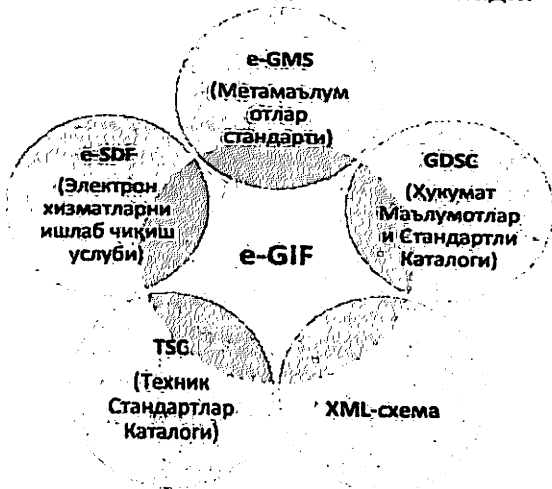 e-GMS
(Метамаълум
отлар
стандарти)
e-SDF
(Электрон
хизматларни
ишлаб чиқиш
услуби)
GDSC
(Ҳукумат
Маълумотлар
и Стандартли
Каталоги)
e-GIF
TSG
(Техник
Стандартлар
Каталоги)
XML-схема